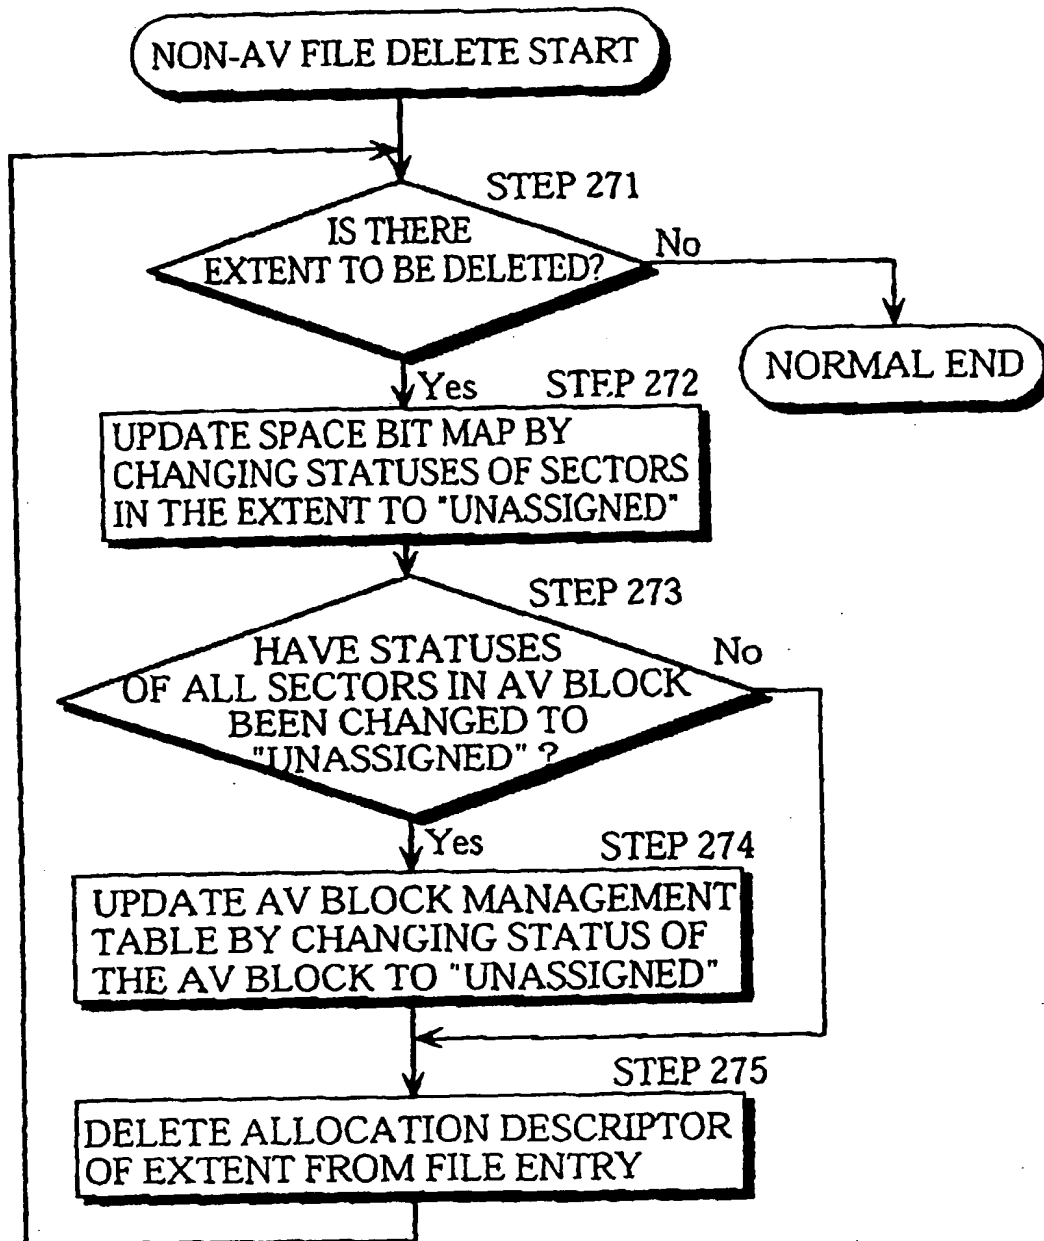 NON-AV FILE DELETE START
STEP 271
IS THERE
EXTENT TO BE DELETED?
No
NORMAL END
Yes
STEP 272
UPDATE SPACE BIT MAP BY
CHANGING STATUSES OF SECTORS
IN THE EXTENT TO "UNASSIGNED"
STEP 273
HAVE STATUSES
OF ALL SECTORS IN AV BLOCK
BEEN CHANGED TO
"UNASSIGNED" ?
No
Yes
STEP 274
UPDATE AV BLOCK MANAGEMENT
TABLE BY CHANGING STATUS OF
THE AV BLOCK TO "UNASSIGNED"
STEP 275
DELETE ALLOCATION DESCRIPTOR
OF EXTENT FROM FILE ENTRY